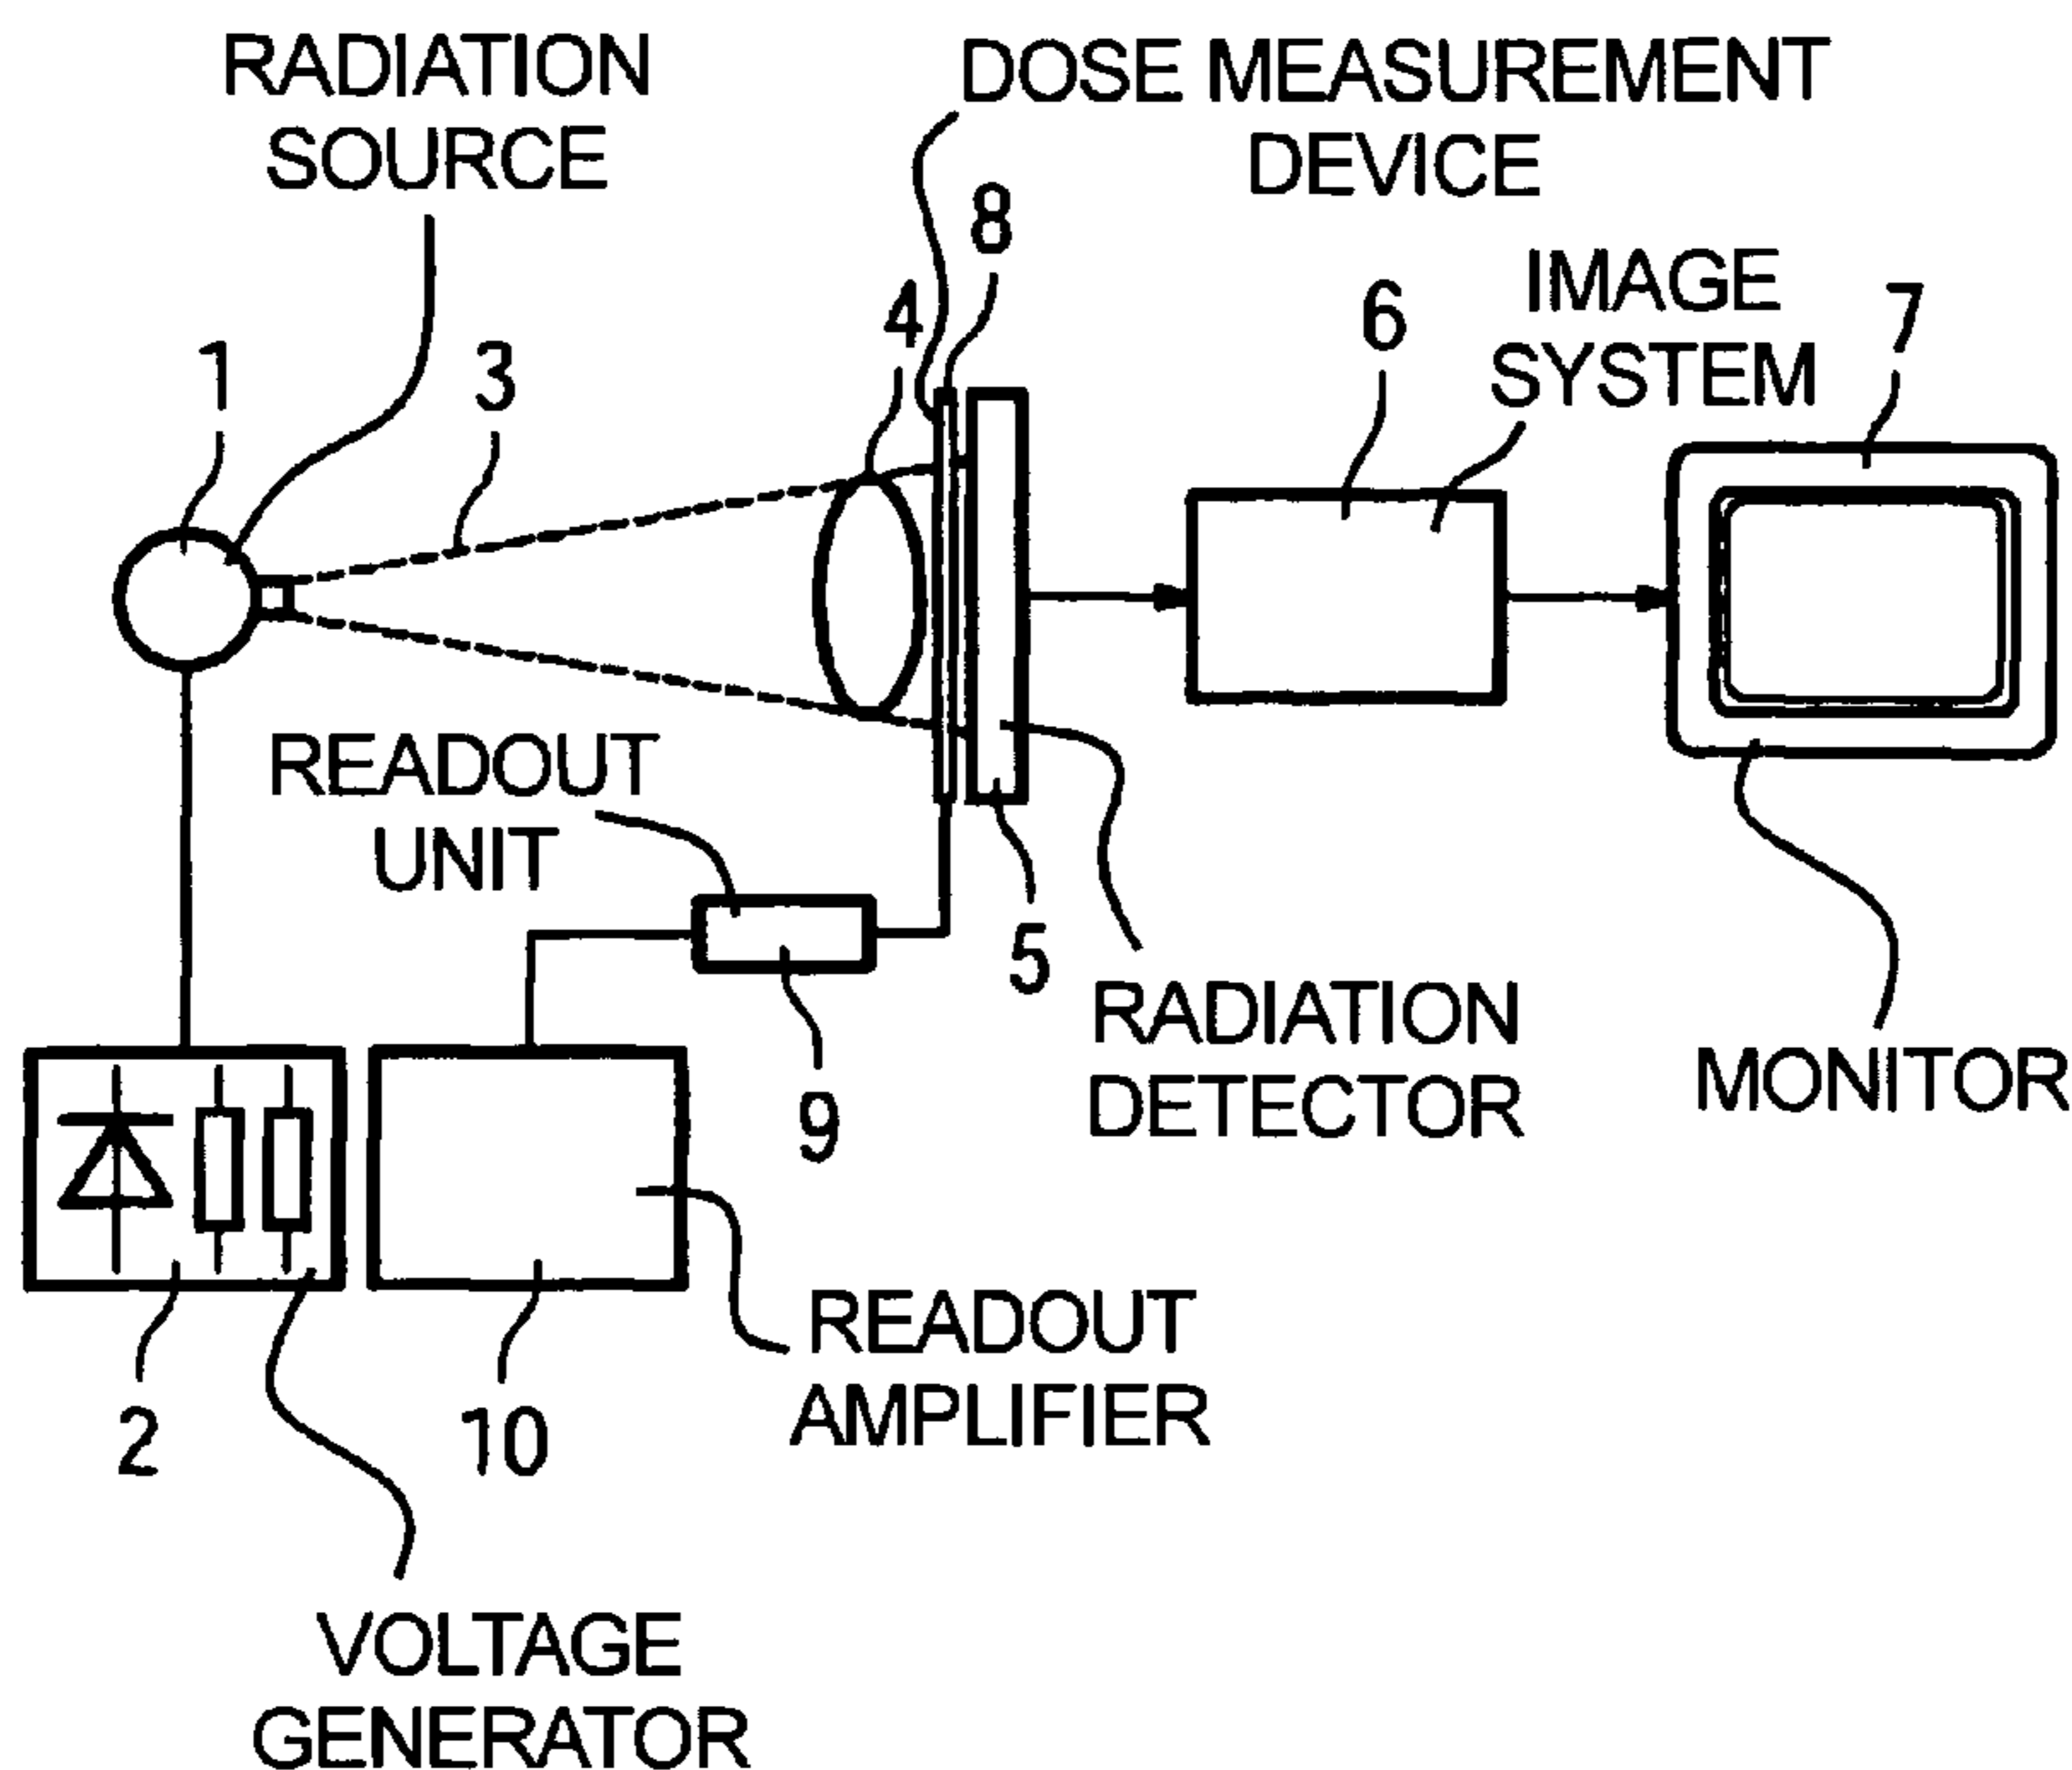 RADIATION
SOURCE
DOSE MEASUREMENT
DEVICE
8
4
6
IMAGE
SYSTEM
7
1
3
READOUT
UNIT
5
RADIATION
DETECTOR
MONITOR
9
READOUT
AMPLIFIER
2
10
VOLTAGE
GENERATOR